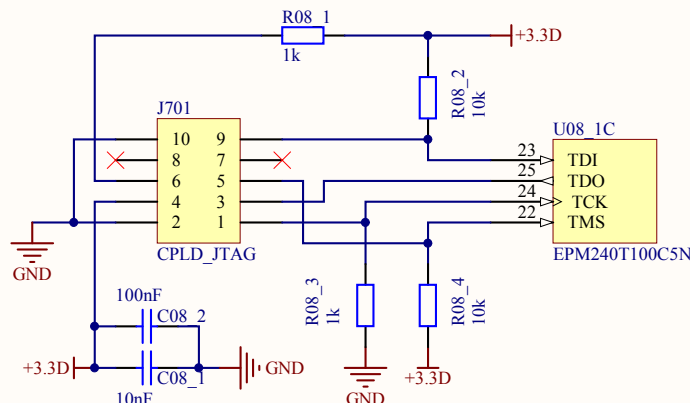 R08_1
1k
+3.3D
R08_2
10k
J701
10
9
8
7
6
5
4
3
2
1
CPLD_JTAG
U08_1C
23
TDI
25
TDO
24
TCK
22
TMS
EPM240T100C5N
GND
100nF
C08_2
+3.3D
C08_1
10nF
GND
R08_3
1k
GND
R08_4
10k
+3.3D